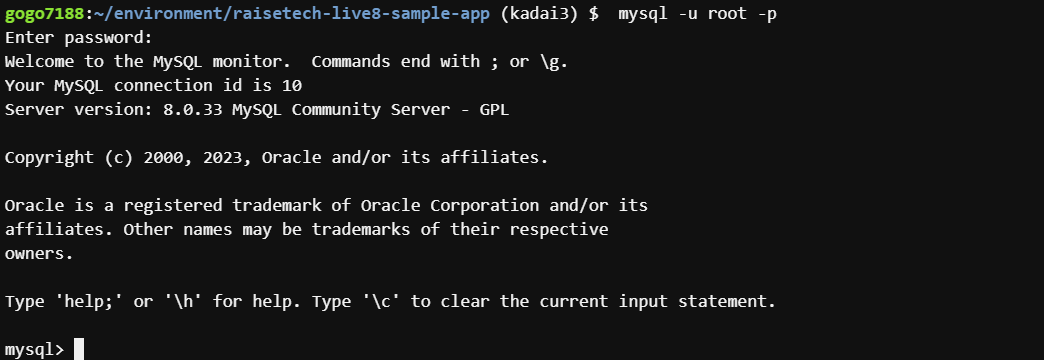 gogo7188:~/environment/raisetech-live8-sample-app (kadai3) $  mysql -u root -p
Enter password:
Welcome to the MySQL monitor.  Commands end with ; or \g.
Your MySQL connection id is 10
Server version: 8.0.33 MySQL Community Server - GPL

Copyright (c) 2000, 2023, Oracle and/or its affiliates.

Oracle is a registered trademark of Oracle Corporation and/or its
affiliates. Other names may be trademarks of their respective
owners.

Type 'help;' or '\h' for help. Type '\c' to clear the current input statement.

mysql>